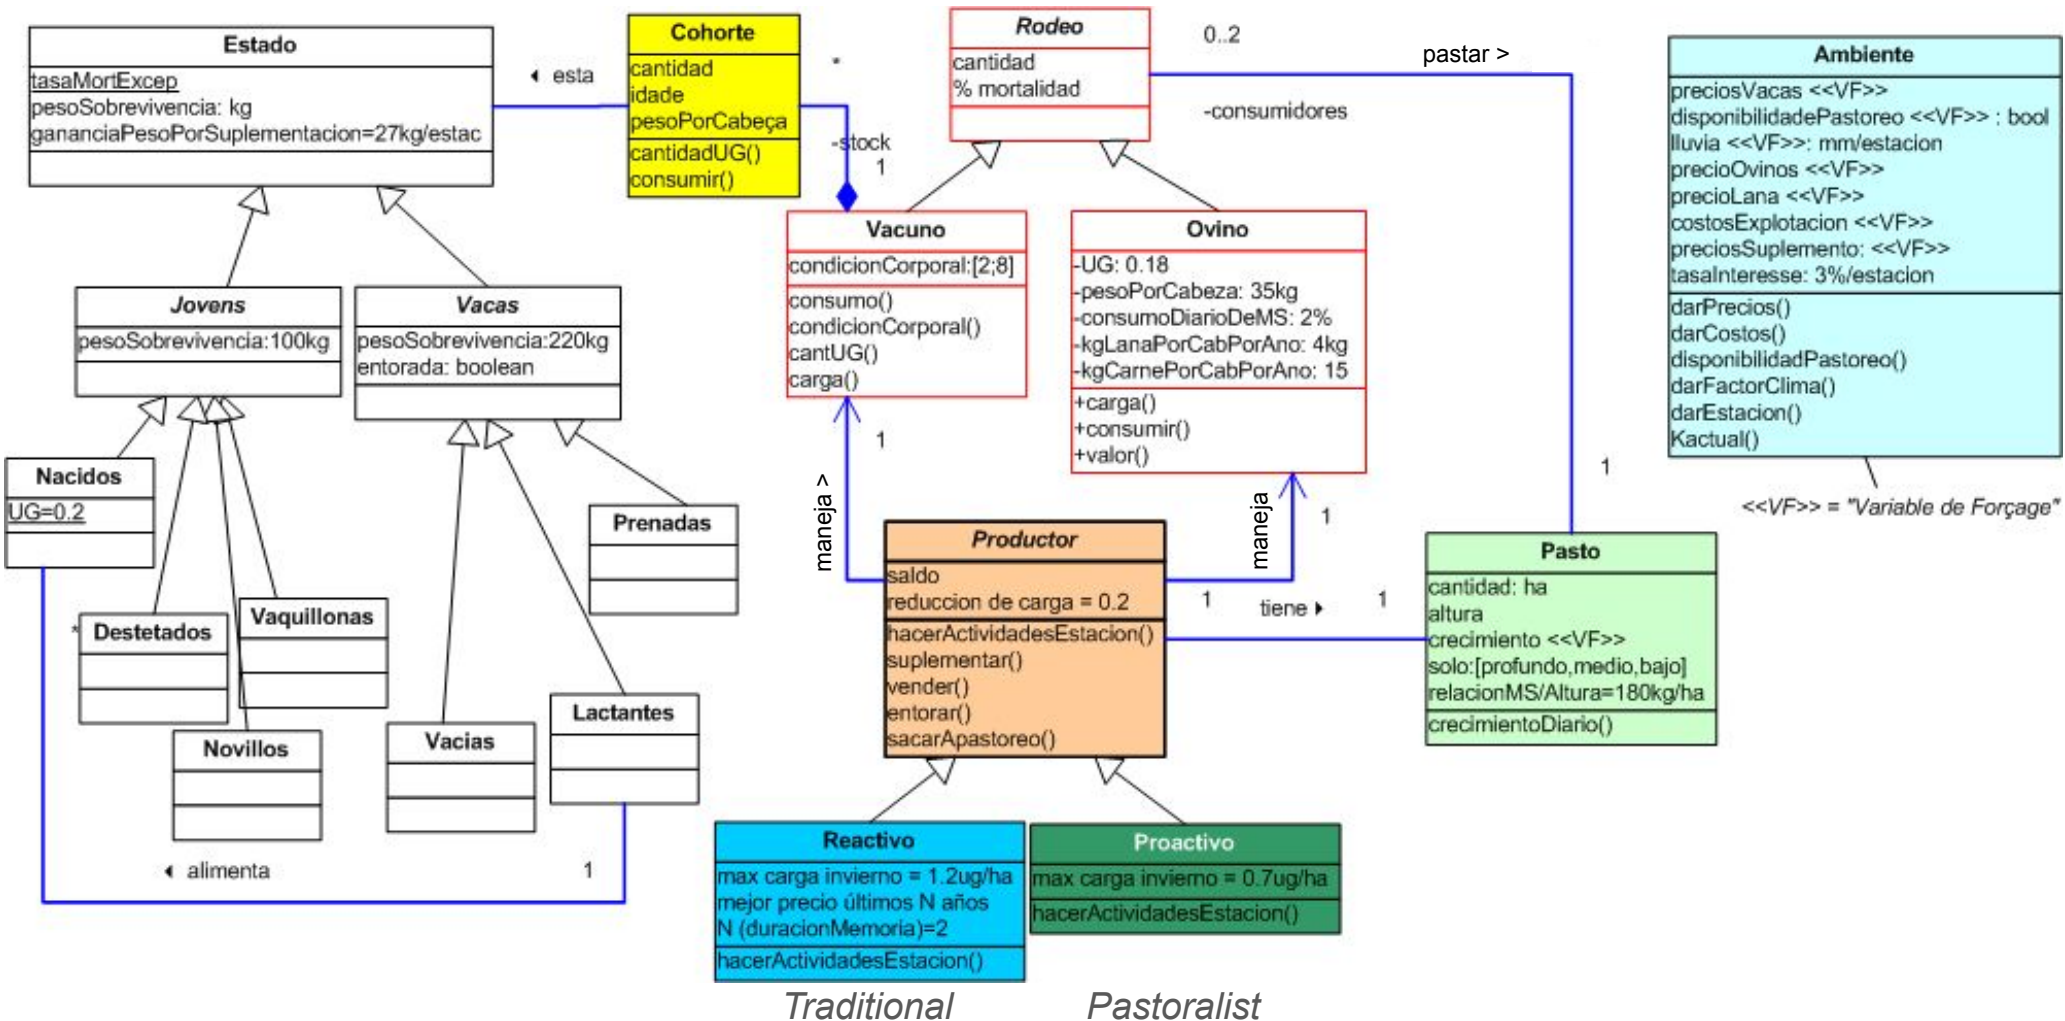 Estado
tasaMortExcep
pesoSobrevivencia: kg
gananciaPesoPorSuplementacion=27kg/estac
esta
Cohorte
cantidad
idade
pesoPorCabeça
cantidadUG()
consumir()
*
-stock
1
Rodeo
cantidad
% mortalidad
0..2
pastar >
-consumidores
Ambiente
preciosVacas <<VF>>
disponibilidadePastoreo <<VF>> : bool
lluvia <<VF>>: mm/estacion
precioOvinos <<VF>>
precioLana <<VF>>
costosExplotacion <<VF>>
preciosSuplemento: <<VF>>
tasaInteresse: 3%/estacion
darPrecios()
darCostos()
disponibilidadPastoreo()
darFactorClima()
darEstacion()
Kactual()
<<VF>> = "Variable de Forçage"
Vacuno
condicionCorporal:[2;8]
consumo()
condicionCorporal()
cantUG()
carga()
Ovino
-UG: 0.18
-pesoPorCabeza: 35kg
-consumoDiarioDeMS: 2%
-kgLanaPorCabPorAno: 4kg
-kgCarnePorCabPorAno: 15
+carga()
+consumir()
+valor()
Jovens
pesoSobrevivencia:100kg
Vacas
pesoSobrevivencia:220kg
entorada: boolean
Nacidos
UG=0.2
Prenadas
Destetados
*
Vaquillonas
Novillos
Vacias
Lactantes
alimenta
1
maneja >
1
maneja
1
Productor
saldo
reduccion de carga = 0.2
hacerActividadesEstacion()
suplementar()
vender()
entorar()
sacarApastoreo()
1
tiene
1
1
Pasto
cantidad: ha
altura
crecimiento <<VF>>
solo:[profundo,medio,bajo]
relacionMS/Altura=180kg/ha
crecimientoDiario()
Reactivo
max carga invierno = 1.2ug/ha
mejor precio últimos N años
N (duracionMemoria)=2
hacerActividadesEstacion()
Proactivo
max carga invierno = 0.7ug/ha
hacerActividadesEstacion()
Traditional
Pastoralist